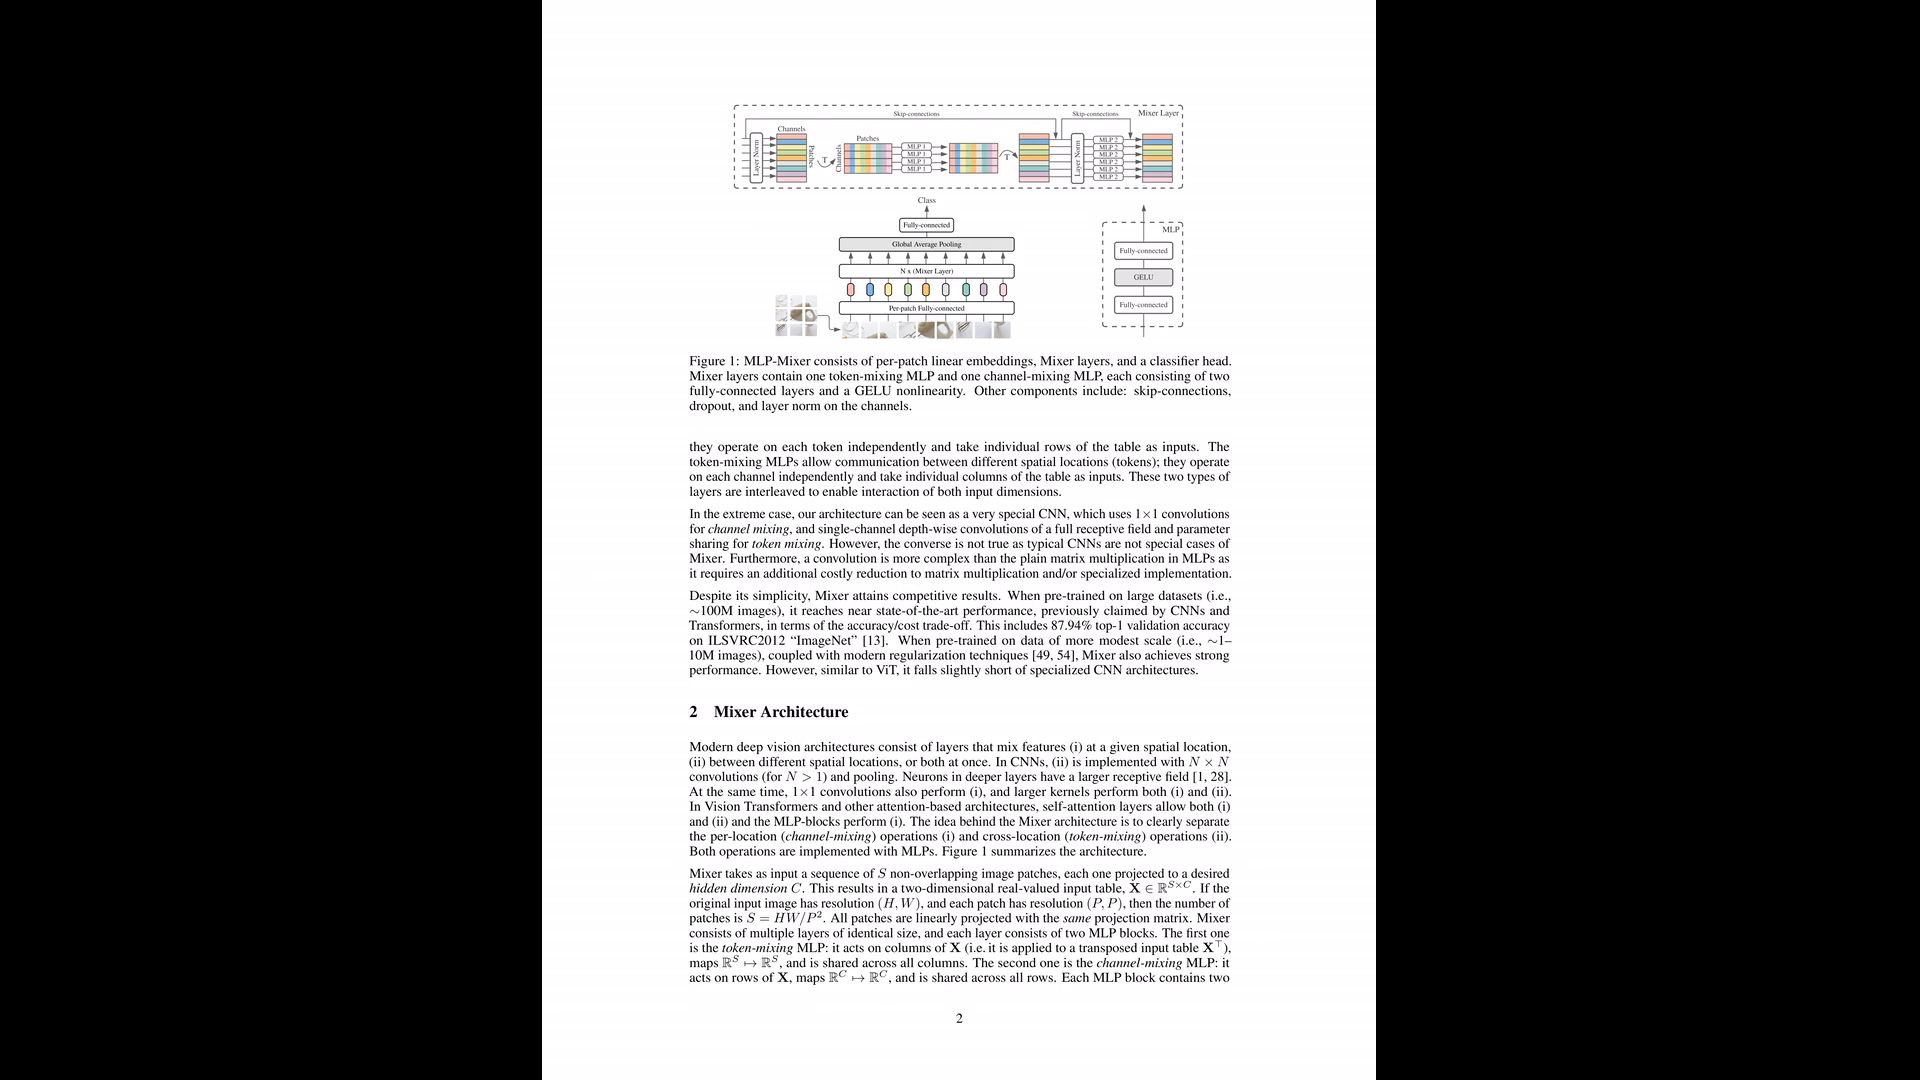 Skip-connections
Skip-connections
Mixer Layer
Channels
Patches
Layer Norm
Patches
T
Channels
MLP 1
MLP 1
MLP 1
MLP 1
T
Layer Norm
MLP 2
MLP 2
MLP 2
MLP 2
MLP 2
MLP 2
Class
Fully-connected
Global Average Pooling
N x (Mixer Layer)
Per-patch Fully-connected
MLP
Fully-connected
GELU
Fully-connected
Figure 1: MLP-Mixer consists of per-patch linear embeddings, Mixer layers, and a classifier head.
Mixer layers contain one token-mixing MLP and one channel-mixing MLP, each consisting of two
fully-connected layers and a GELU nonlinearity. Other components include: skip-connections,
dropout, and layer norm on the channels.
they operate on each token independently and take individual rows of the table as inputs. The
token-mixing MLPs allow communication between different spatial locations (tokens); they operate
on each channel independently and take individual columns of the table as inputs. These two types of
layers are interleaved to enable interaction of both input dimensions.
In the extreme case, our architecture can be seen as a very special CNN, which uses 1×1 convolutions
for channel mixing, and single-channel depth-wise convolutions of a full receptive field and parameter
sharing for token mixing. However, the converse is not true as typical CNNs are not special cases of
Mixer. Furthermore, a convolution is more complex than the plain matrix multiplication in MLPs as
it requires an additional costly reduction to matrix multiplication and/or specialized implementation.
Despite its simplicity, Mixer attains competitive results. When pre-trained on large datasets (i.e.,
∼100M images), it reaches near state-of-the-art performance, previously claimed by CNNs and
Transformers, in terms of the accuracy/cost trade-off. This includes 87.94% top-1 validation accuracy
on ILSVRC2012 “ImageNet” [13]. When pre-trained on data of more modest scale (i.e., ∼1–
10M images), coupled with modern regularization techniques [49, 54], Mixer also achieves strong
performance. However, similar to ViT, it falls slightly short of specialized CNN architectures.
2 Mixer Architecture
Modern deep vision architectures consist of layers that mix features (i) at a given spatial location,
(ii) between different spatial locations, or both at once. In CNNs, (ii) is implemented with N × N
convolutions (for N > 1) and pooling. Neurons in deeper layers have a larger receptive field [1, 28].
At the same time, 1×1 convolutions also perform (i), and larger kernels perform both (i) and (ii).
In Vision Transformers and other attention-based architectures, self-attention layers allow both (i)
and (ii) and the MLP-blocks perform (i). The idea behind the Mixer architecture is to clearly separate
the per-location (channel-mixing) operations (i) and cross-location (token-mixing) operations (ii).
Both operations are implemented with MLPs. Figure 1 summarizes the architecture.
Mixer takes as input a sequence of S non-overlapping image patches, each one projected to a desired
hidden dimension C. This results in a two-dimensional real-valued input table, X ∈ ℝ^{S×C}. If the
original input image has resolution (H, W), and each patch has resolution (P, P), then the number of
patches is S = HW/P². All patches are linearly projected with the same projection matrix. Mixer
consists of multiple layers of identical size, and each layer consists of two MLP blocks. The first one
is the token-mixing MLP: it acts on columns of X (i.e. it is applied to a transposed input table X^⊤),
maps ℝ^S ↦ ℝ^S, and is shared across all columns. The second one is the channel-mixing MLP: it
acts on rows of X, maps ℝ^C ↦ ℝ^C, and is shared across all rows. Each MLP block contains two
2